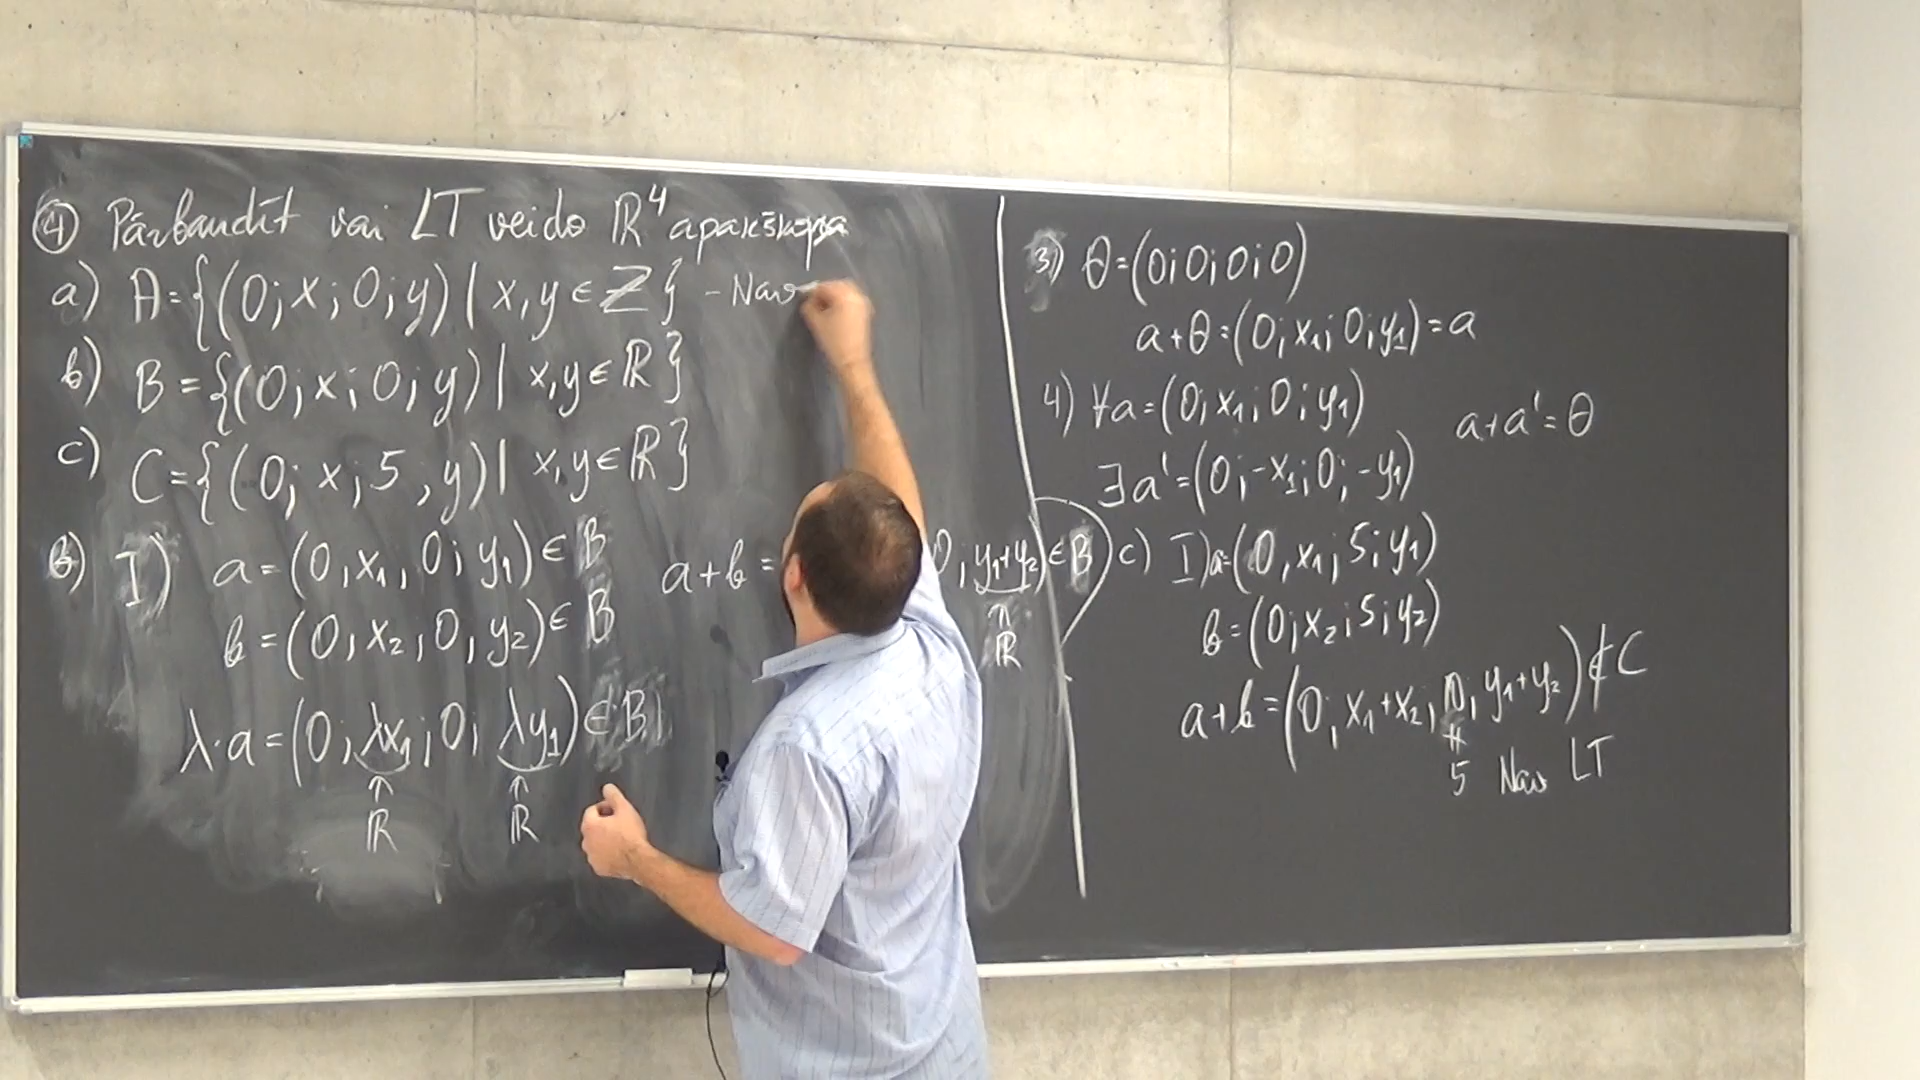 ④ Pārbaudīt vai LT veido ℝ⁴ apakškopa
a) A={(0;x;0;y)| x,y∈ℤ} - Nav
b) B={(0;x;0;y)| x,y∈ℝ}
c) C={(0;x;5,y)| x,y∈ℝ}
b) I) a=(0,x₁,0;y₁)∈B
b=(0,x₂,0,y₂)∈B
a+b= 0;y₁+y₂)∈B
↑
ℝ
λ·a=(0;λx₁;0;λy₁)∈B
↑ ↑
ℝ ℝ
3) θ=(0;0;0;0)
a+θ=(0;x₁;0;y₁)=a
4) ∀a=(0;x₁;0;y₁)
a+a'=θ
∃a'=(0;-x₁;0;-y₁)
c) I) a=(0,x₁;5;y₁)
b=(0;x₂;5;y₂)
a+b=(0,x₁+x₂;10,y₁+y₂)∉C
≠
5 Nav LT